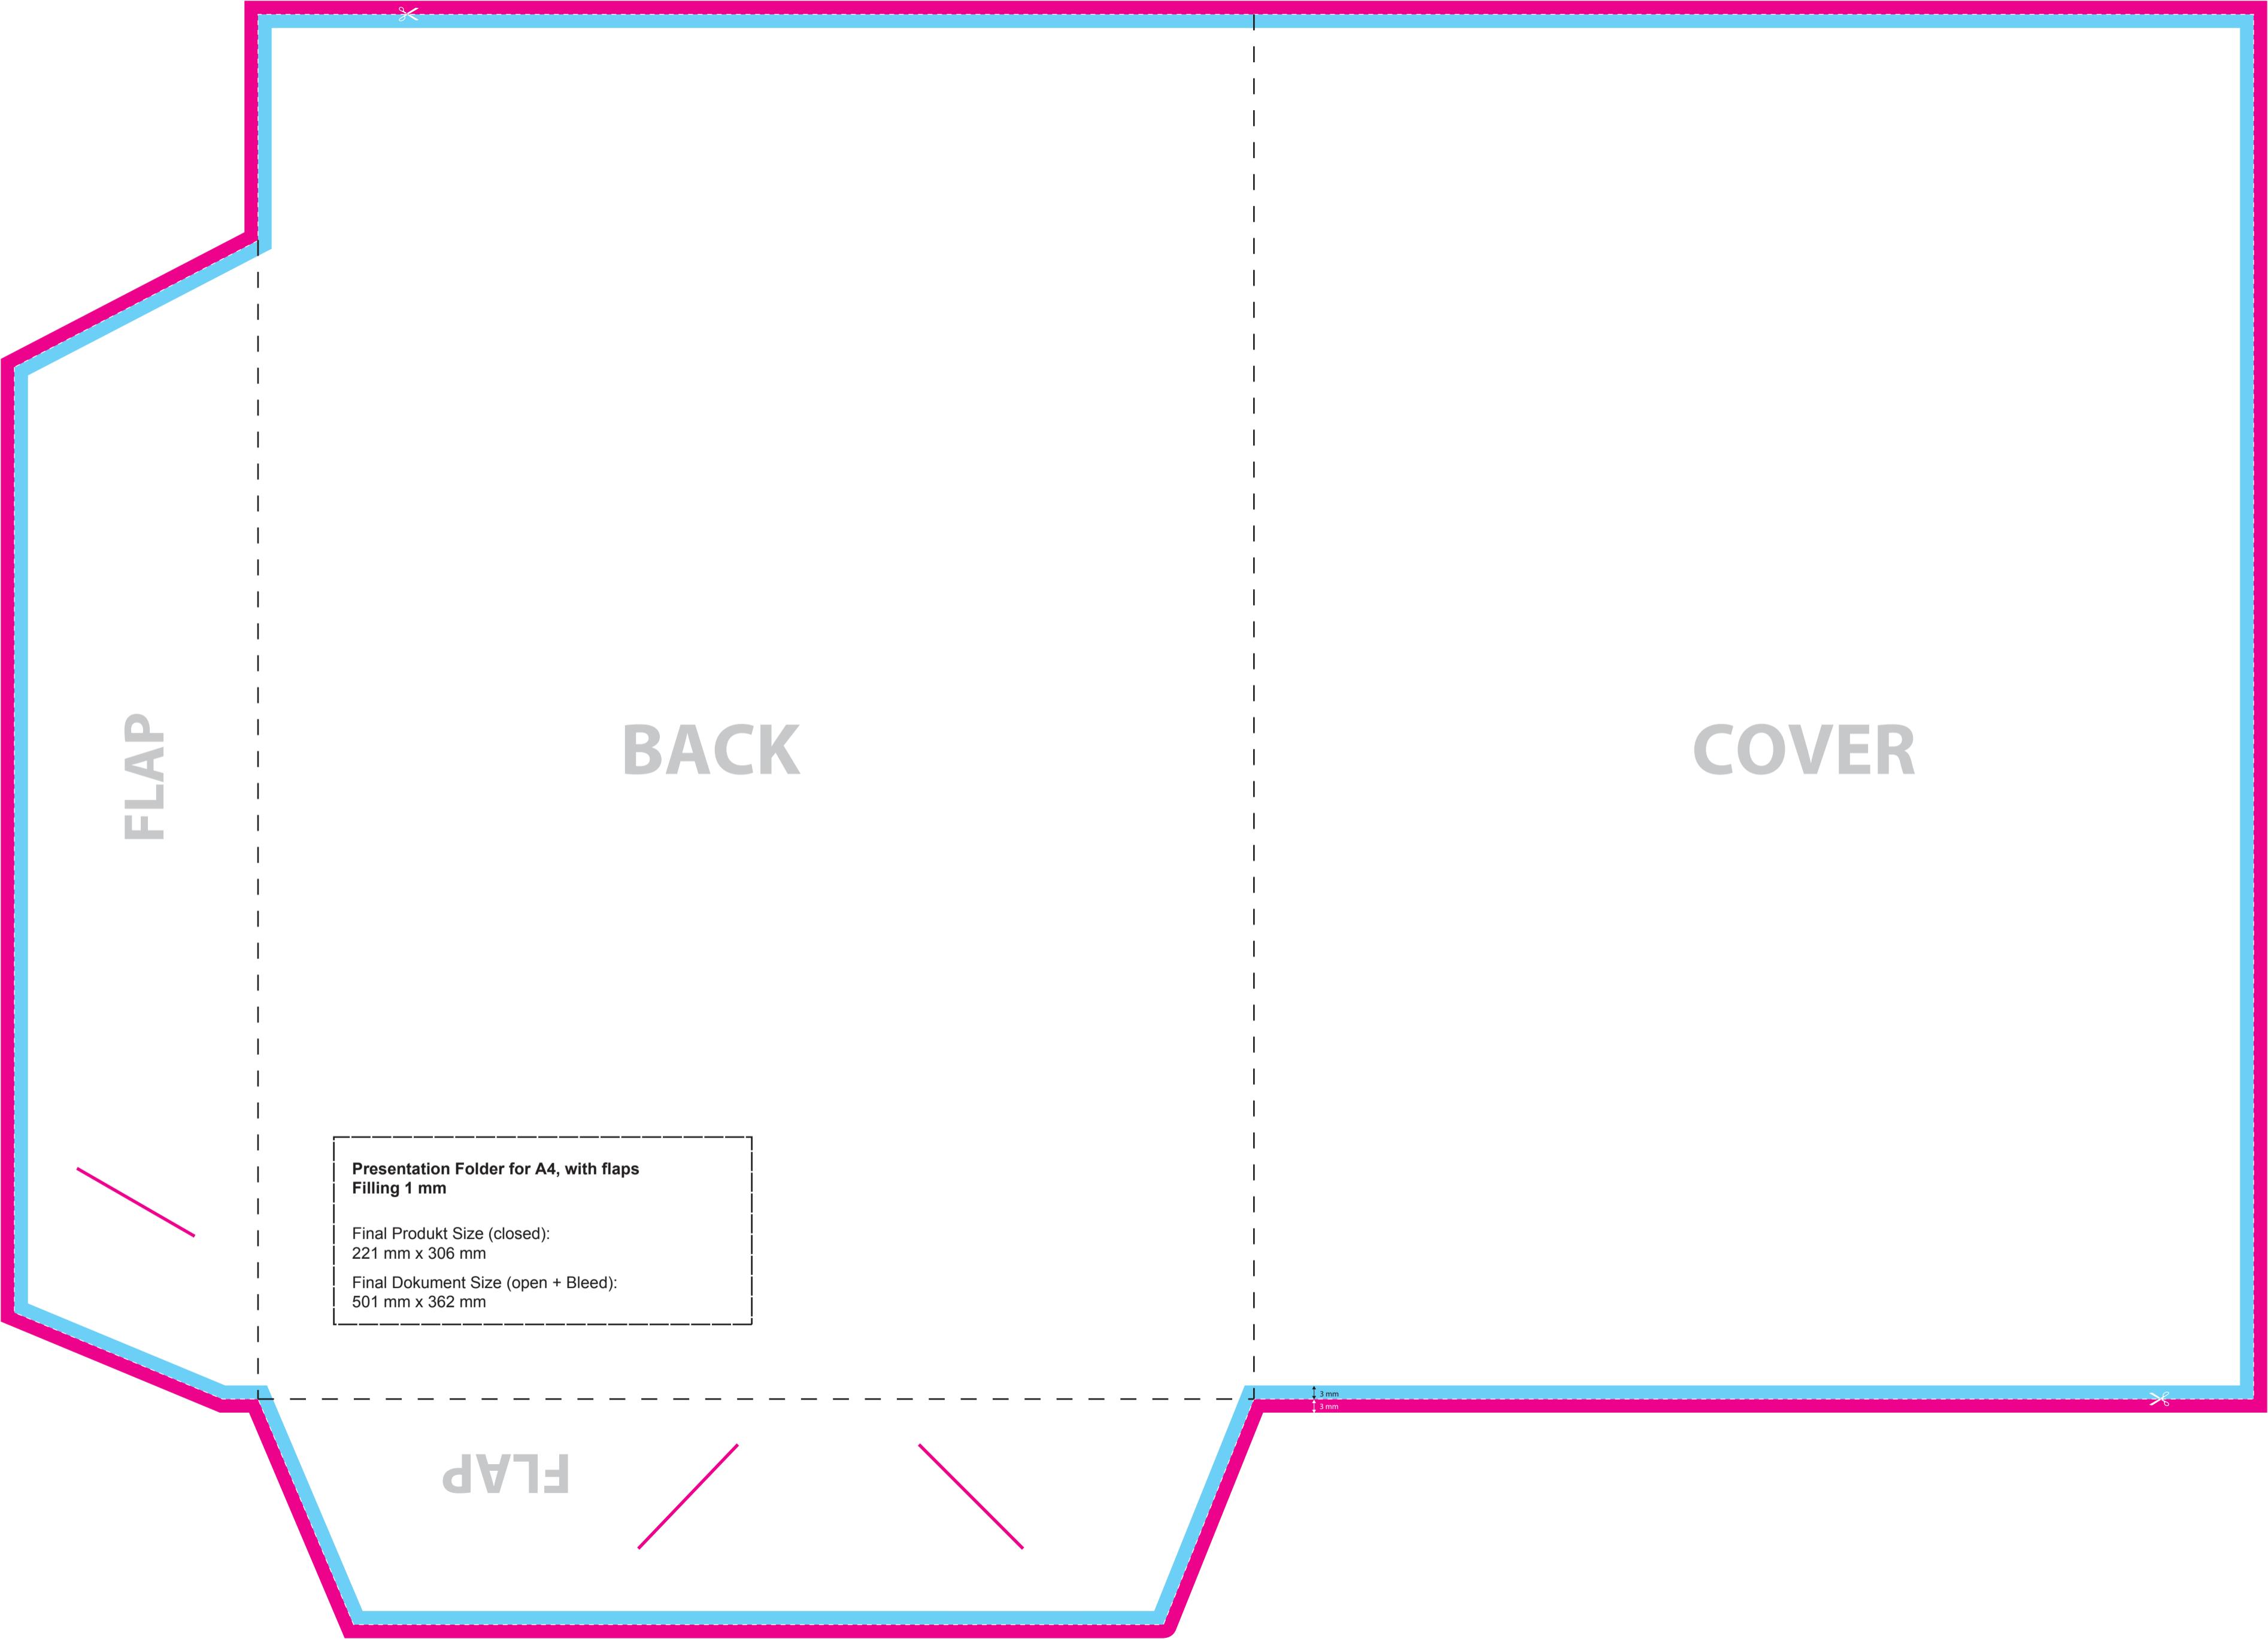 FLAP
BACK
COVER
Presentation Folder for A4, with flaps
Filling 1 mm
Final Produkt Size (closed):
221 mm x 306 mm
Final Dokument Size (open + Bleed):
501 mm x 362 mm
3 mm
3 mm
FLAP